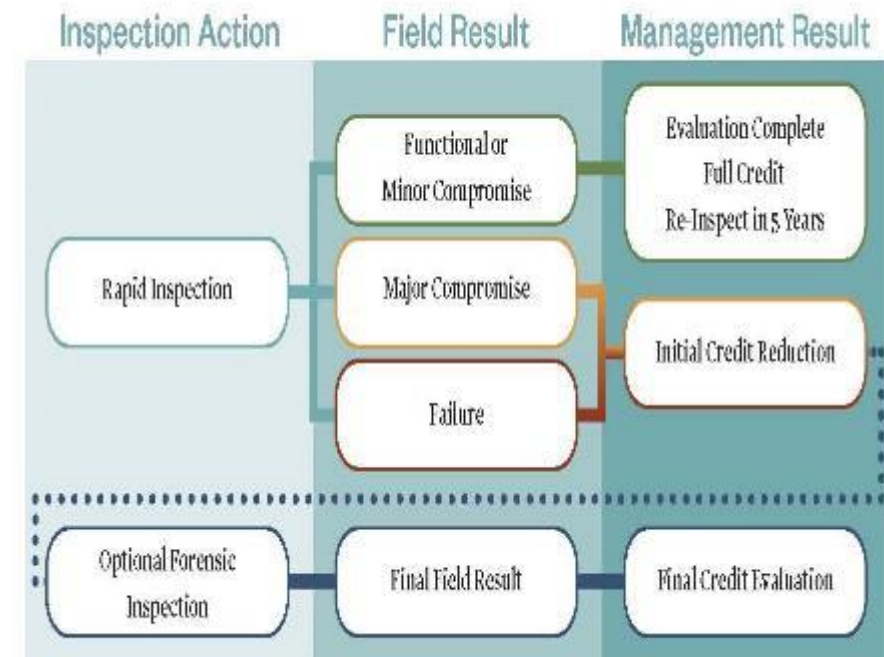 Inspection Action
Field Result
Management Result
Functional or
Minor Compromise
Evaluation Complete
Full Credit
Re-Inspect in 5 Years
Rapid Inspection
Major Compromise
Initial Credit Reduction
Failure
Optional Forensic
Inspection
Final Field Result
Final Credit Evaluation